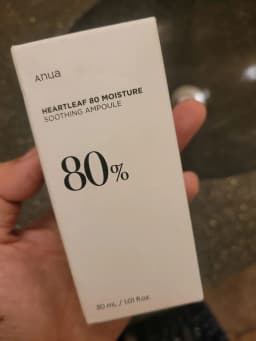 Anua
HEARTLEAF 80 MOISTURE
SOOTHING AMPOULE
80%
30 mL / 1.01 fl.oz.